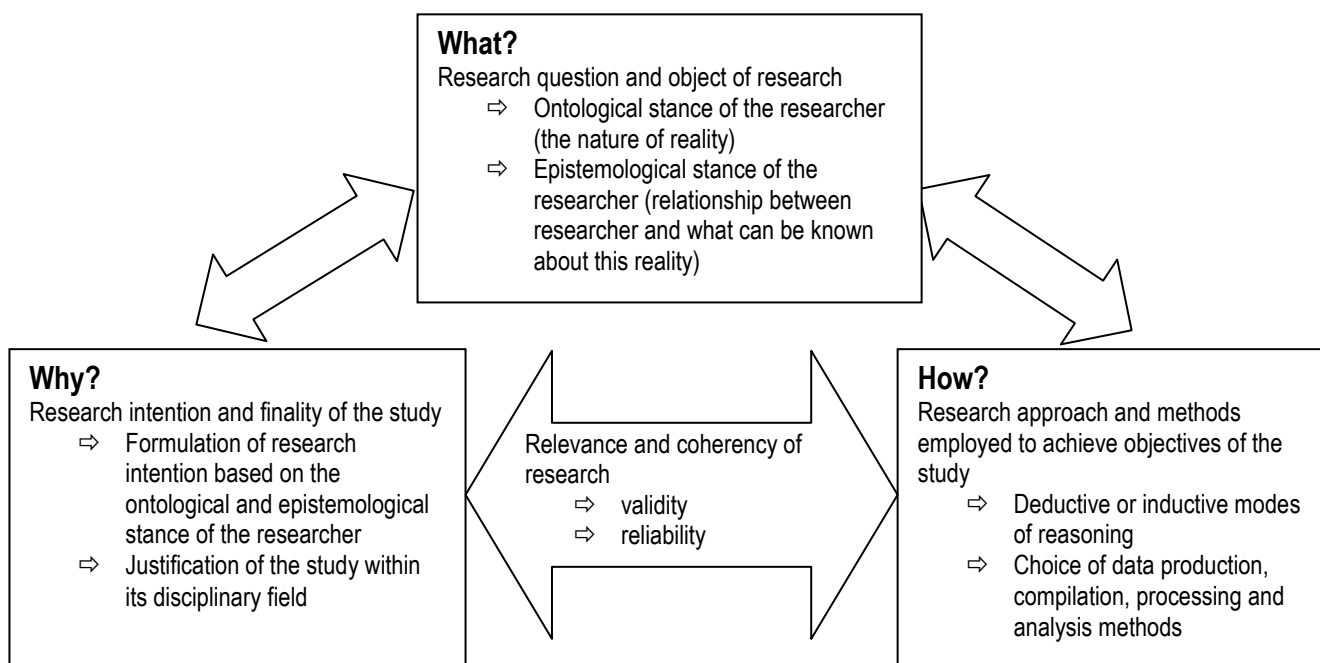 What?
Research question and object of research
⇨ Ontological stance of the researcher
(the nature of reality)
⇨ Epistemological stance of the
researcher (relationship between
researcher and what can be known
about this reality)
Why?
Research intention and finality of the study
⇨ Formulation of research
intention based on the
ontological and epistemological
stance of the researcher
⇨ Justification of the study within
its disciplinary field
Relevance and coherency of
research
⇨ validity
⇨ reliability
How?
Research approach and methods
employed to achieve objectives of the
study
⇨ Deductive or inductive modes
of reasoning
⇨ Choice of data production,
compilation, processing and
analysis methods